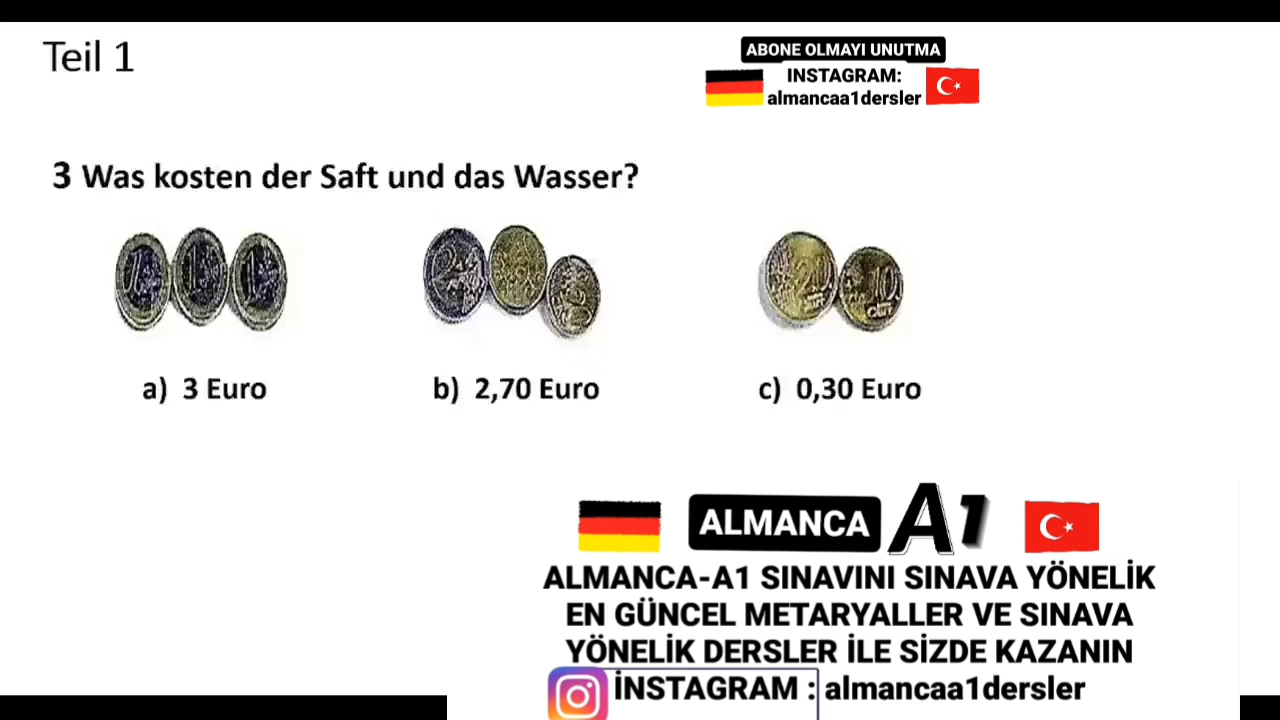 Teil 1
ABONE OLMAYI UNUTMA
INSTAGRAM:
almancaa1dersler
3 Was kosten der Saft und das Wasser?
a) 3 Euro
b) 2,70 Euro
c) 0,30 Euro
ALMANCA A1
ALMANCA-A1 SINAVINI SINAVA YÖNELİK
EN GÜNCEL METARYALLER VE SINAVA
YÖNELİK DERSLER İLE SİZDE KAZANIN
İNSTAGRAM : almancaa1dersler